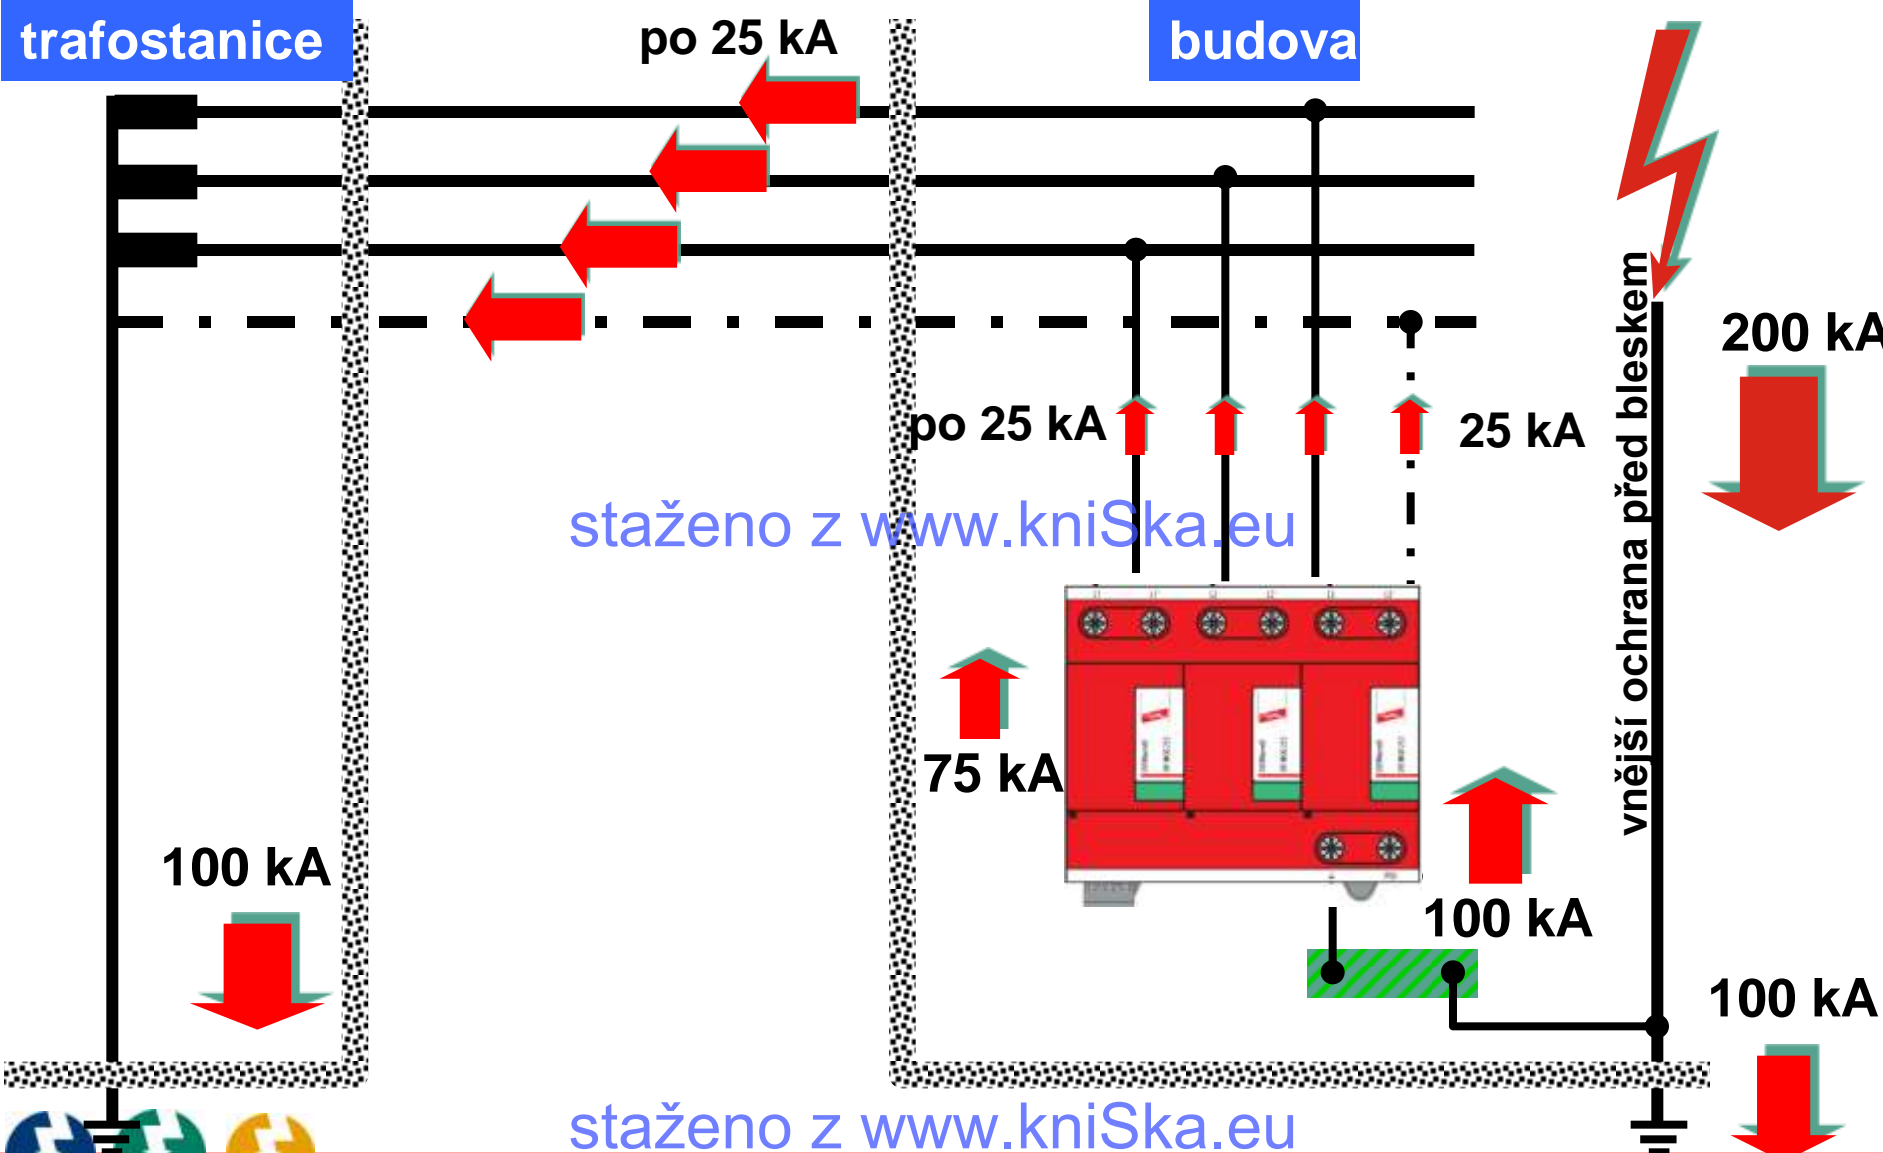 trafostanice
po 25 kA
budova
200 kA
vnější ochrana před bleskem
po 25 kA
25 kA
staženo z www.kniSka.eu
75 kA
100 kA
100 kA
100 kA
staženo z www.kniSka.eu